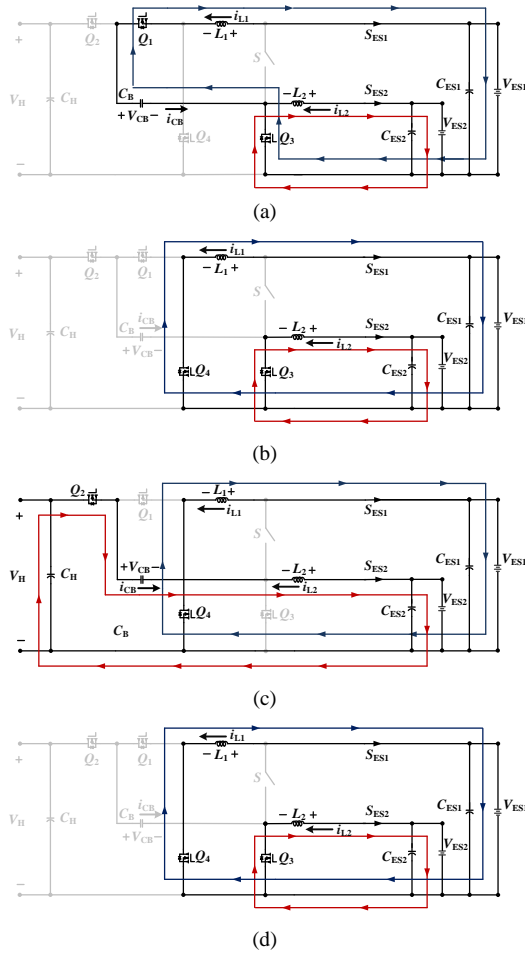 Q2 Q1 iL1 − L1 + S SES1
VH CH CB + VCB − iCB Q4 − L2 + iL2 SES2 Q3 CES2 VES2 CES1 VES1
+ −
(a)
iL1 − L1 + SES1
+ Q2 Q1 S
VH CH CB iCB + VCB − Q4 − L2 + iL2 SES2 Q3 CES2 VES2 CES1 VES1
−
(b)
Q2 Q1 − L1 + iL1 S SES1
+ VH CH + VCB − iCB CB Q4 − L2 + iL2 SES2 Q3 CES2 VES2 CES1 VES1
−
(c)
iL1 − L1 + SES1
+ Q2 Q1 S
VH CH CB iCB + VCB − Q4 − L2 + iL2 SES2 Q3 CES2 VES2 CES1 VES1
−
(d)